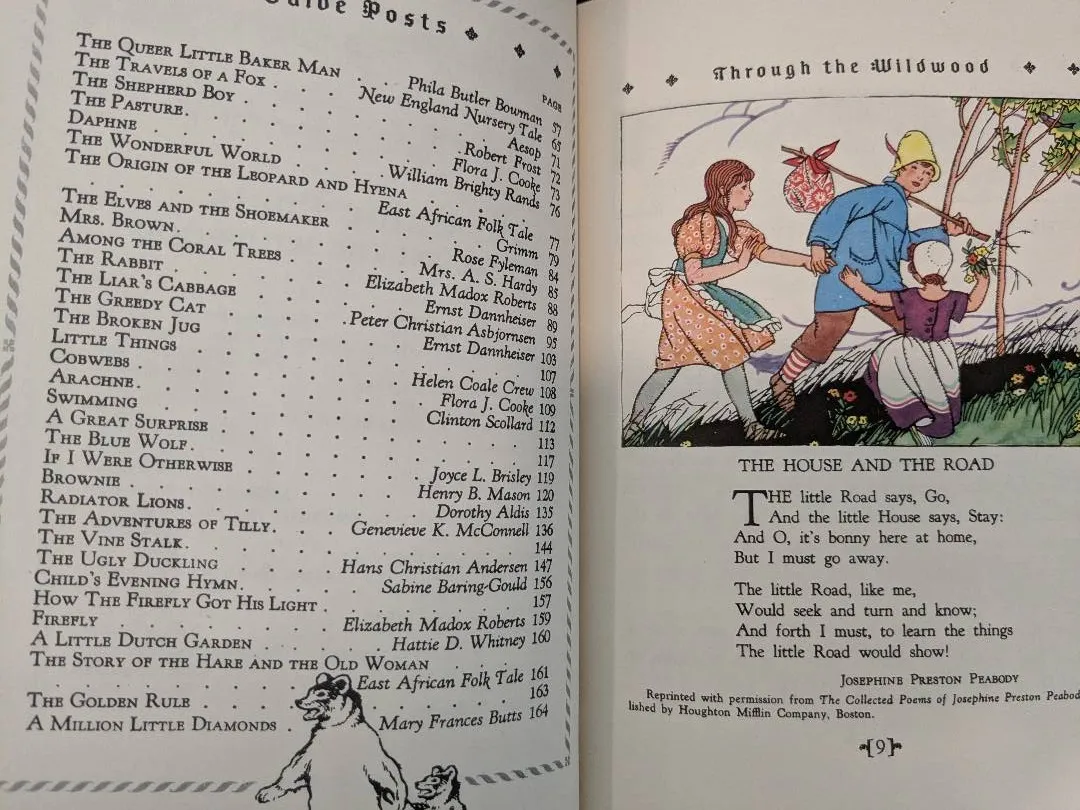 Guide Posts
PAGE
THE QUEER LITTLE BAKER MAN . . Phila Butler Bowman 57
THE TRAVELS OF A FOX . . New England Nursery Tale 65
THE SHEPHERD BOY . . . . . . Aesop 71
THE PASTURE. . . . . . . Robert Frost 72
DAPHNE . . . . . . . Flora J. Cooke 73
THE WONDERFUL WORLD . . William Brighty Rands 76
THE ORIGIN OF THE LEOPARD AND HYENA
. . . . . . East African Folk Tale 77
THE ELVES AND THE SHOEMAKER . . . . Grimm 79
MRS. BROWN. . . . . . . Rose Fyleman 84
AMONG THE CORAL TREES . . . Mrs. A. S. Hardy 85
THE RABBIT . . . . Elizabeth Madox Roberts 88
THE LIAR'S CABBAGE . . . . Ernst Dannheiser 89
THE GREEDY CAT . . . Peter Christian Asbjornsen 95
THE BROKEN JUG . . . . . Ernst Dannheiser 103
LITTLE THINGS . . . . . . . . 107
COBWEBS . . . . . . Helen Coale Crew 108
ARACHNE. . . . . . . Flora J. Cooke 109
SWIMMING . . . . . . Clinton Scollard 112
A GREAT SURPRISE . . . . . . . 113
THE BLUE WOLF. . . . . . . . 117
IF I WERE OTHERWISE . . . . Joyce L. Brisley 119
BROWNIE . . . . . . Henry B. Mason 120
RADIATOR LIONS. . . . . . Dorothy Aldis 135
THE ADVENTURES OF TILLY. . Genevieve K. McConnell 136
THE VINE STALK. . . . . . . . 144
THE UGLY DUCKLING . . . . Hans Christian Andersen 147
CHILD'S EVENING HYMN. . . . Sabine Baring-Gould 156
HOW THE FIREFLY GOT HIS LIGHT . . . . . 157
FIREFLY . . . . . Elizabeth Madox Roberts 159
A LITTLE DUTCH GARDEN . . . . Hattie D. Whitney 160
THE STORY OF THE HARE AND THE OLD WOMAN
. . . East African Folk Tale 161
THE GOLDEN RULE . . . . . . . 163
A MILLION LITTLE DIAMONDS . . Mary Frances Butts 164
Through the Wildwood
THE HOUSE AND THE ROAD
THE little Road says, Go,
And the little House says, Stay:
And O, it's bonny here at home,
But I must go away.
The little Road, like me,
Would seek and turn and know;
And forth I must, to learn the things
The little Road would show!
JOSEPHINE PRESTON PEABODY
Reprinted with permission from The Collected Poems of Josephine Preston Peabod
lished by Houghton Mifflin Company, Boston.
[9]